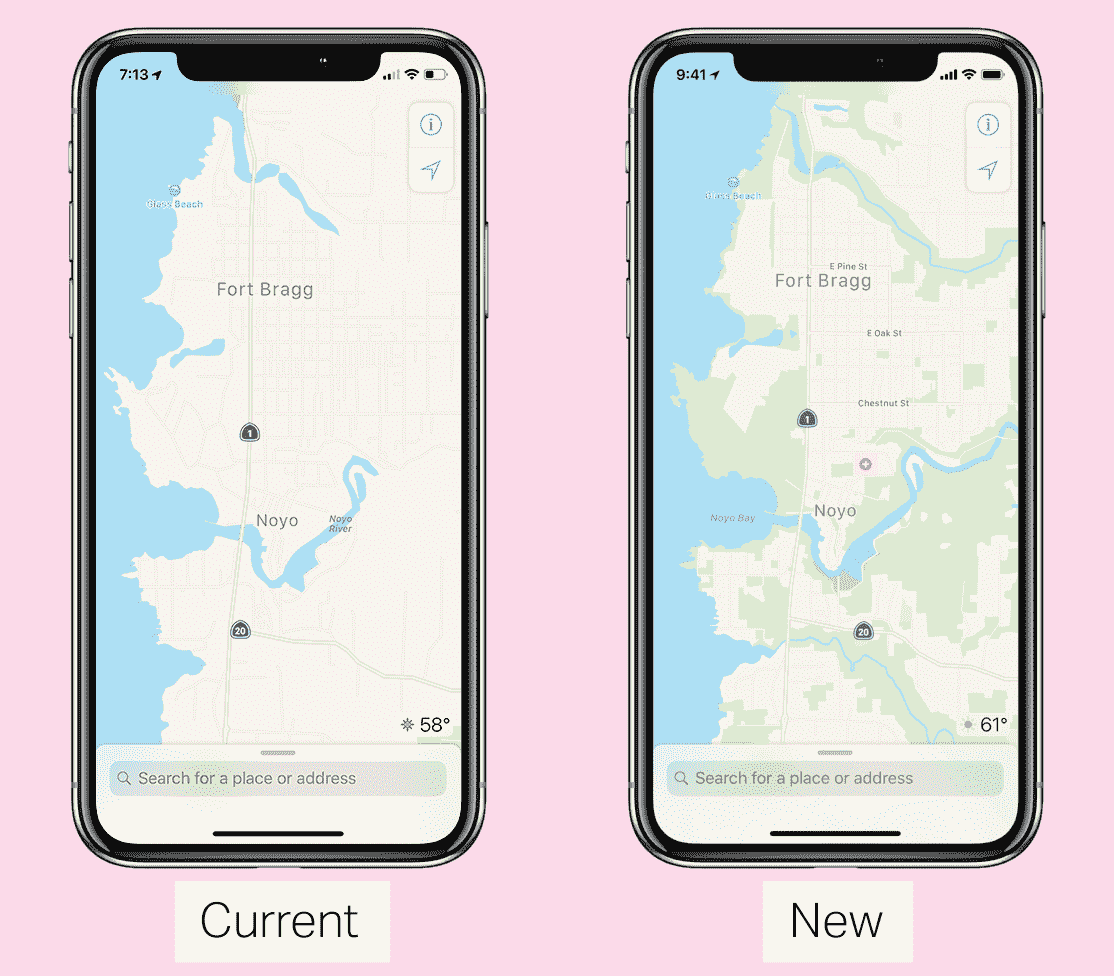 7:13
Glass Beach
Fort Bragg
1
Noyo
Noyo
River
20
58°
Search for a place or address
Current
9:41
Glass Beach
E Pine St
Fort Bragg
E Oak St
Chestnut St
1
Noyo
Noyo Bay
20
61°
Search for a place or address
New